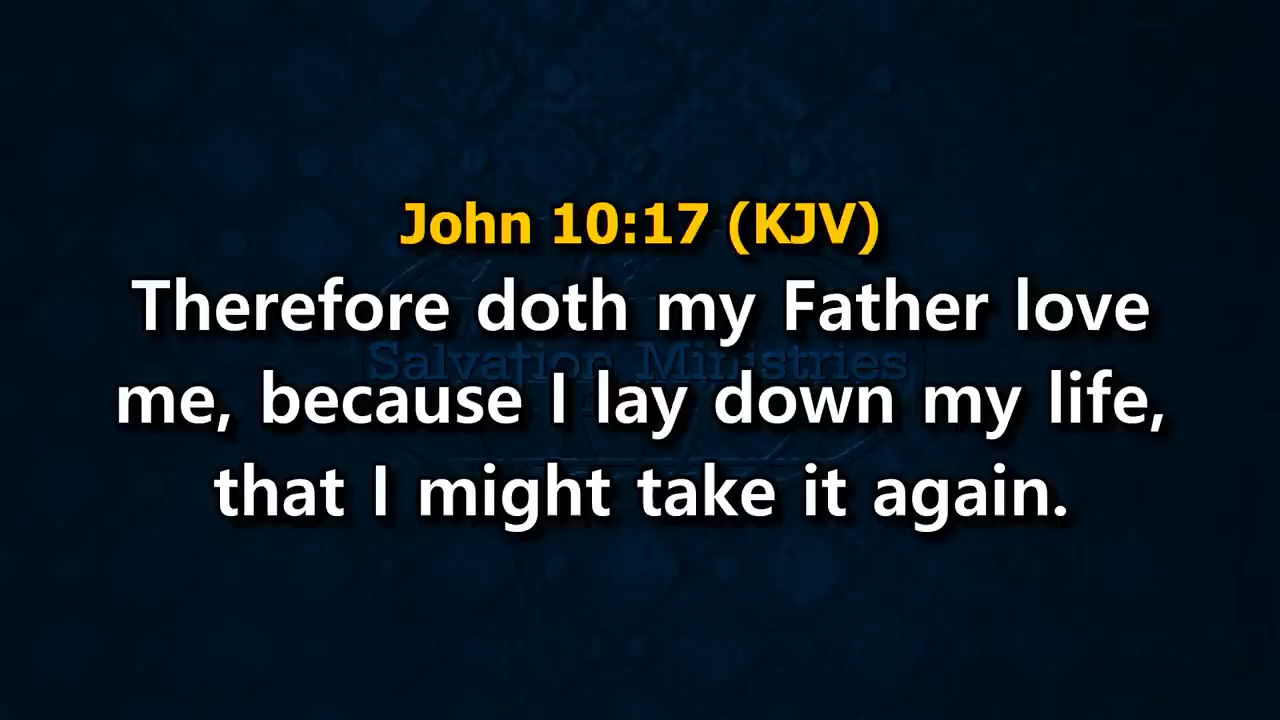 John 10:17 (KJV)
Therefore doth my Father love
Salvation Ministries
me, because I lay down my life,
that I might take it again.